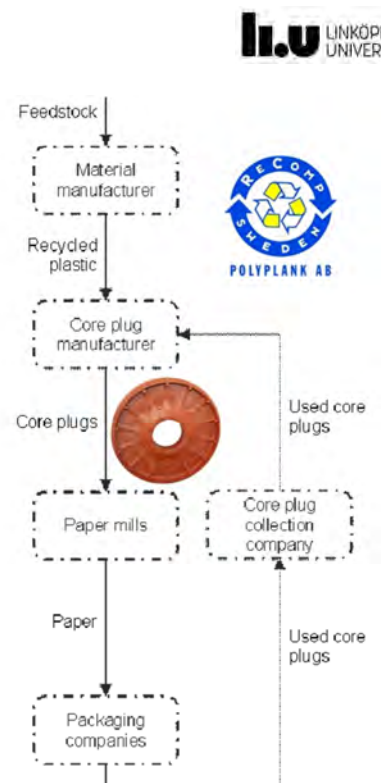 li.u LINKÖP
UNIVER
Feedstock
Material
manufacturer
RECOMP
SWEDEN
POLYPLANK AB
Recycled
plastic
Core plug
manufacturer
Core plugs
Used core
plugs
Paper mills
Core plug
collection
company
Paper
Used core
plugs
Packaging
companies